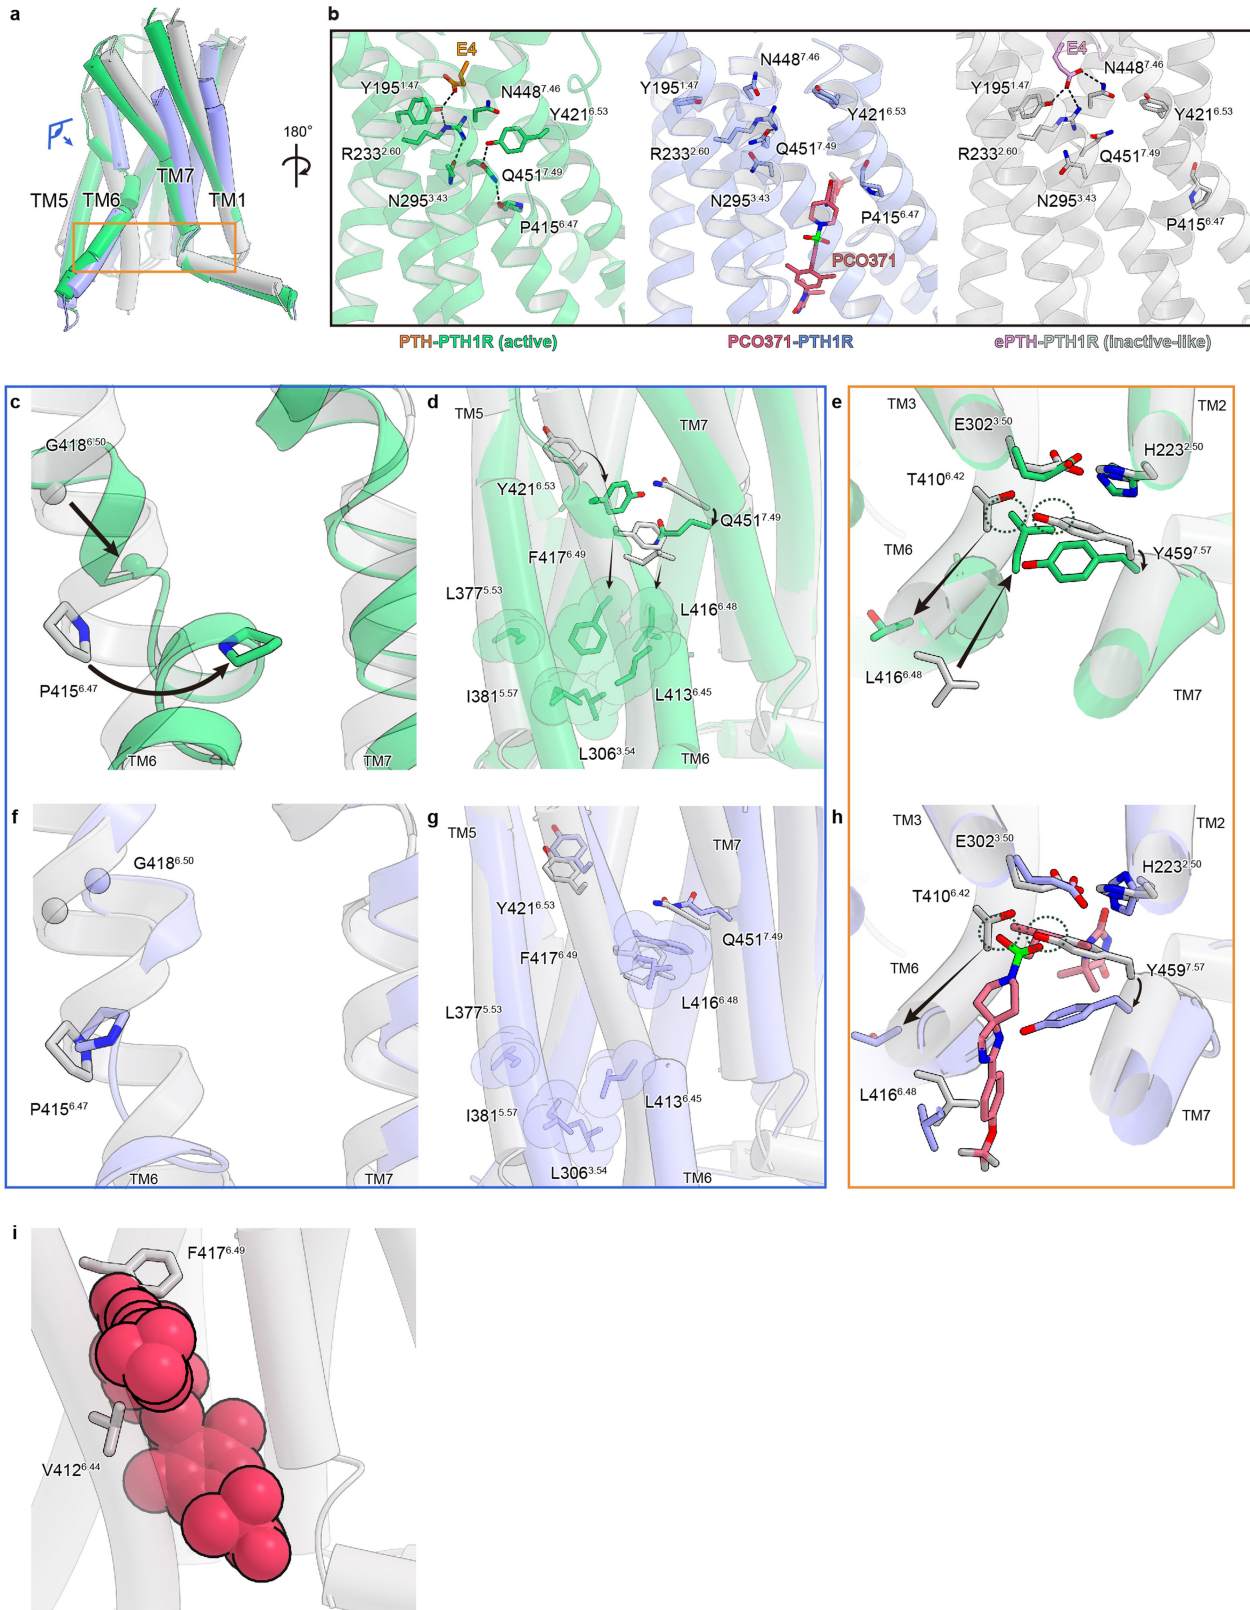 a
TM5
TM6
TM7
TM1
180°
b
E4
Y195^1.47
N448^7.46
Y421^6.53
R233^2.60
Q451^7.49
N295^3.43
P415^6.47
PTH-PTH1R (active)
N448^7.46
Y195^1.47
Y421^6.53
R233^2.60
Q451^7.49
N295^3.43
P415^6.47
PCO371
PCO371-PTH1R
E4
N448^7.46
Y195^1.47
Y421^6.53
R233^2.60
Q451^7.49
N295^3.43
P415^6.47
ePTH-PTH1R (inactive-like)
c
G418^6.50
P415^6.47
TM6
TM7
d
TM5
TM7
Y421^6.53
Q451^7.49
F417^6.49
L377^5.53
L416^6.48
I381^5.57
L413^6.45
L306^3.54
TM6
e
TM3
TM2
E302^3.50
H223^2.50
T410^6.42
TM6
Y459^7.57
L416^6.48
TM7
f
G418^6.50
P415^6.47
TM6
TM7
g
TM5
TM7
Y421^6.53
Q451^7.49
F417^6.49
L377^5.53
L416^6.48
I381^5.57
L413^6.45
L306^3.54
TM6
h
TM3
TM2
E302^3.50
H223^2.50
T410^6.42
TM6
Y459^7.57
L416^6.48
TM7
i
F417^6.49
V412^6.44